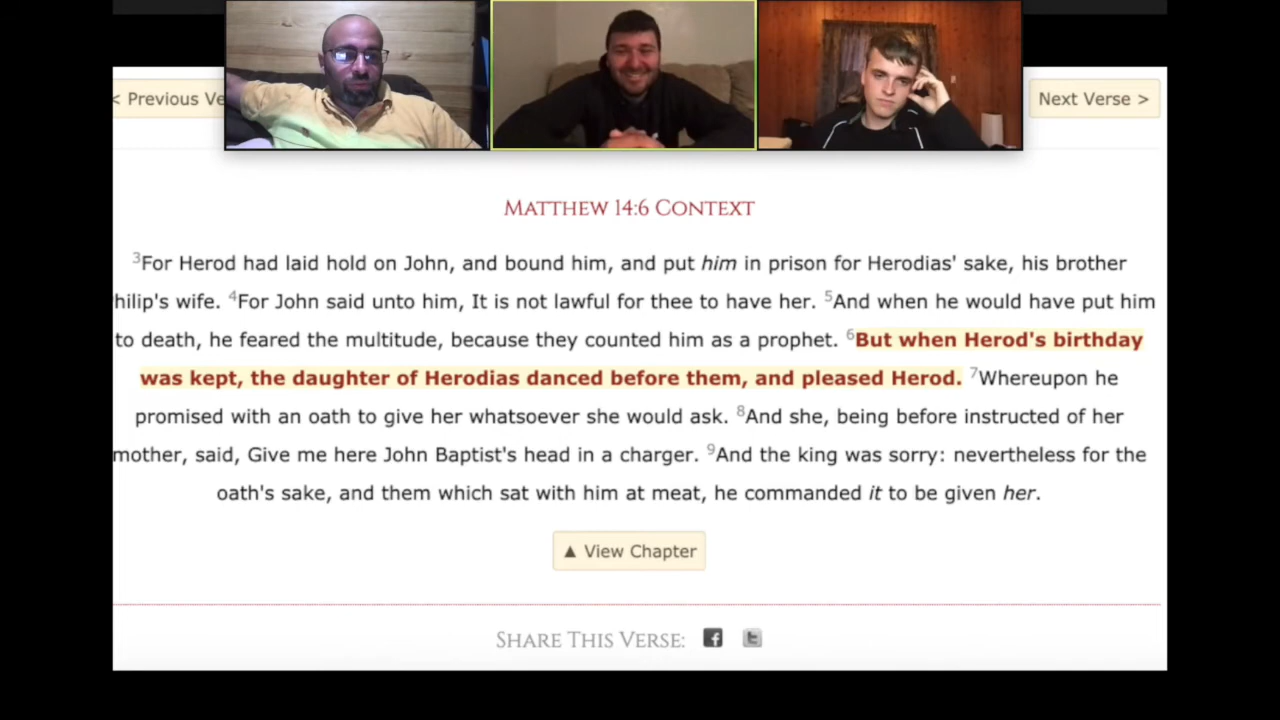 < Previous Ve
Next Verse >
Matthew 14:6 Context
3For Herod had laid hold on John, and bound him, and put him in prison for Herodias' sake, his brother
hilip's wife. 4For John said unto him, It is not lawful for thee to have her. 5And when he would have put him
to death, he feared the multitude, because they counted him as a prophet. 6But when Herod's birthday
was kept, the daughter of Herodias danced before them, and pleased Herod. 7Whereupon he
promised with an oath to give her whatsoever she would ask. 8And she, being before instructed of her
mother, said, Give me here John Baptist's head in a charger. 9And the king was sorry: nevertheless for the
oath's sake, and them which sat with him at meat, he commanded it to be given her.
▲ View Chapter
Share This Verse: